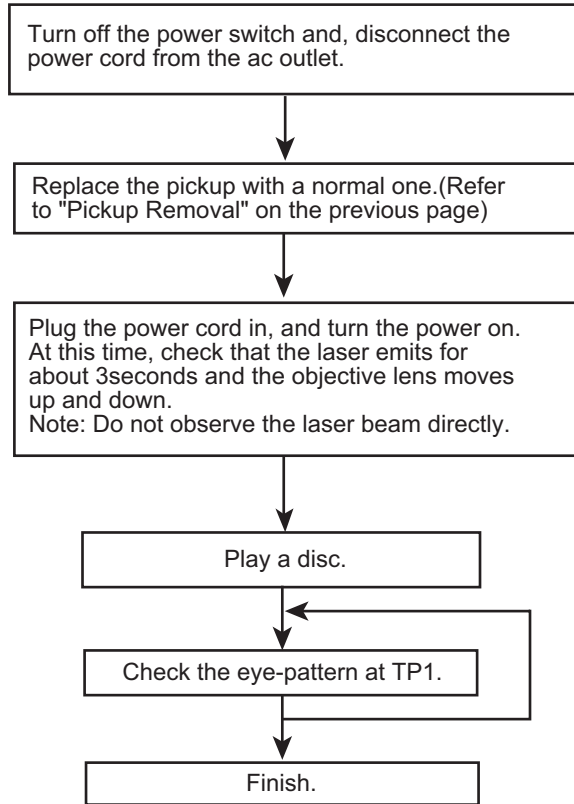 Turn off the power switch and, disconnect the
power cord from the ac outlet.
Replace the pickup with a normal one.(Refer
to "Pickup Removal" on the previous page)
Plug the power cord in, and turn the power on.
At this time, check that the laser emits for
about 3seconds and the objective lens moves
up and down.
Note: Do not observe the laser beam directly.
Play a disc.
Check the eye-pattern at TP1.
Finish.